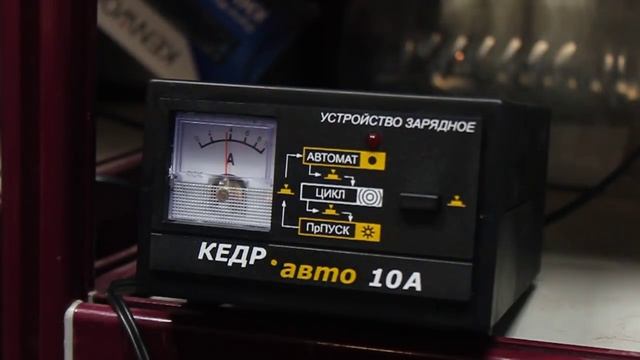 УСТРОЙСТВО ЗАРЯДНОЕ
A
АВТОМАТ
ЦИКЛ
ПрПУСК
КЕДР·авто 10А